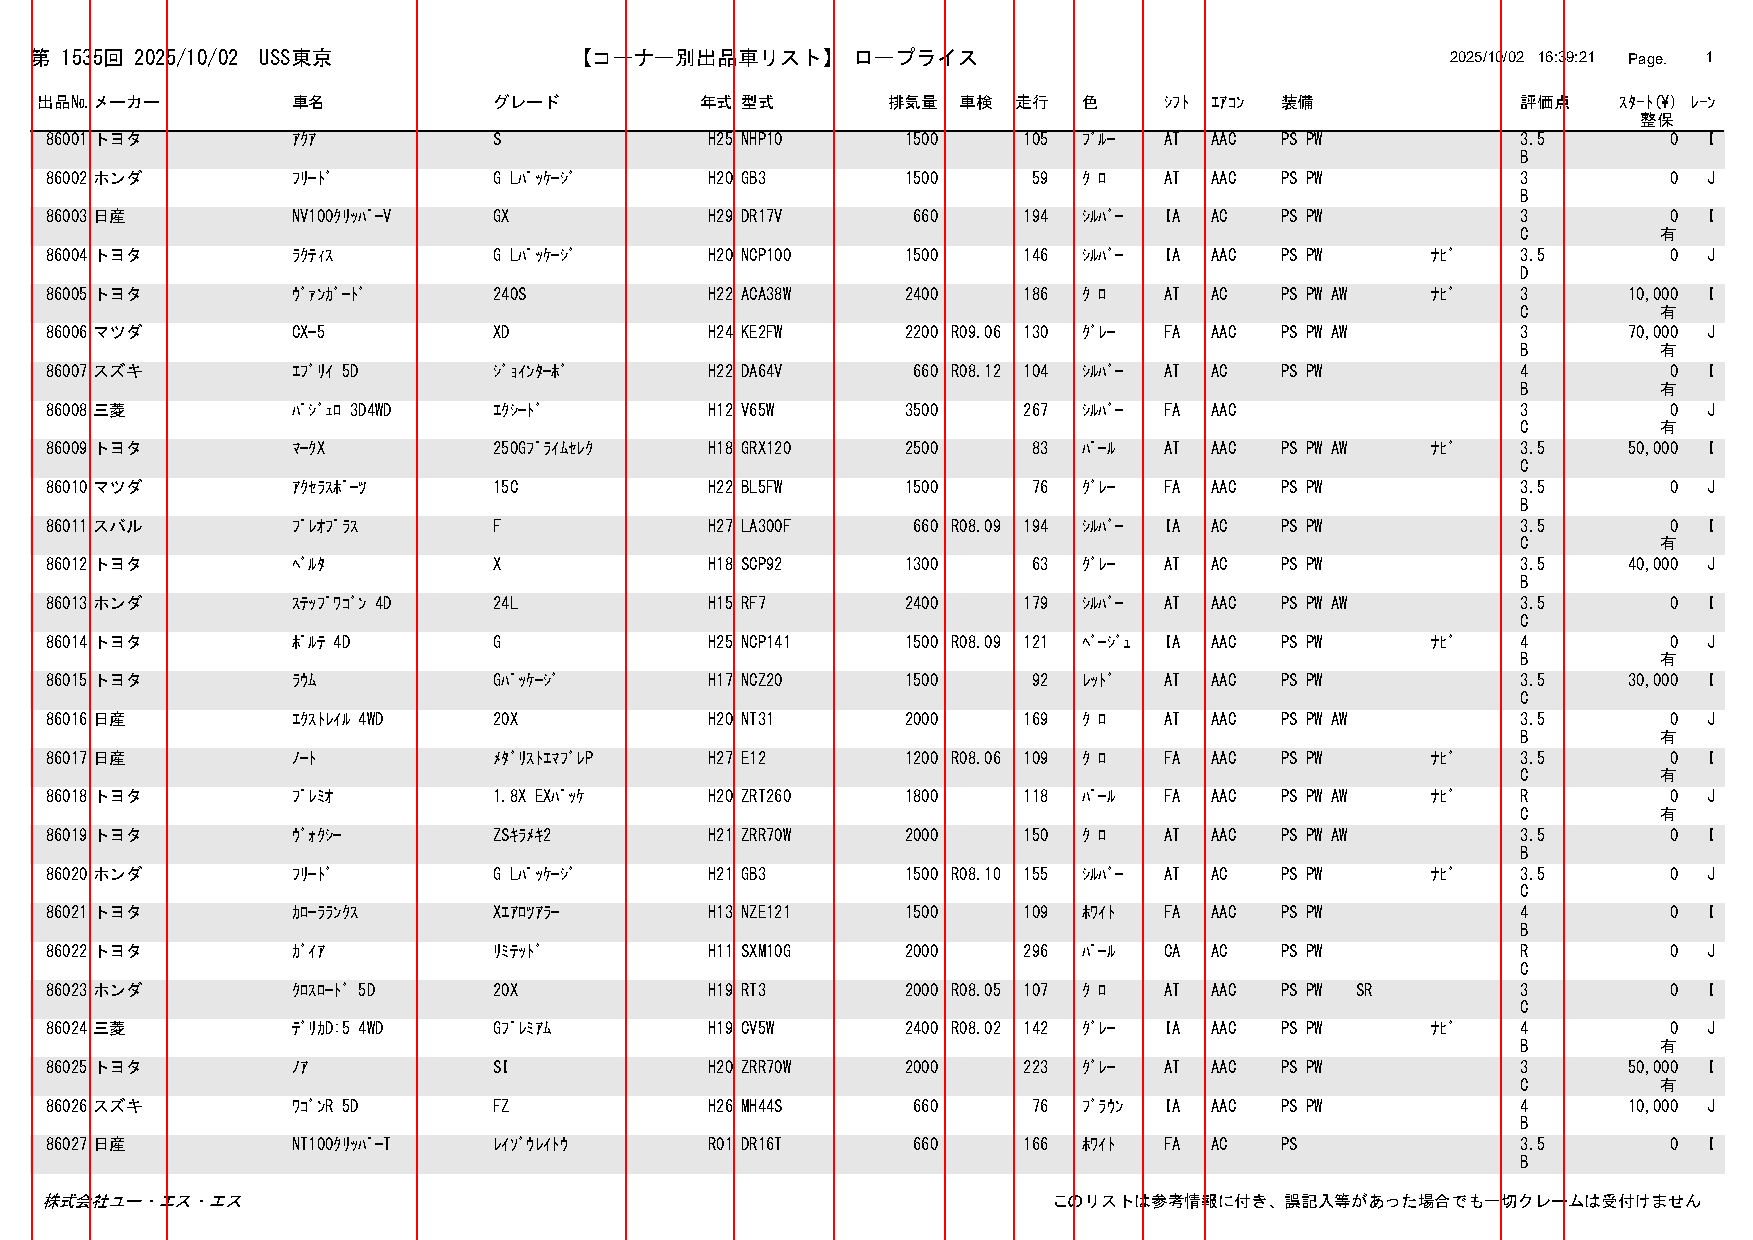 第 1535回 2025/10/02 USS東京 【コーナー別出品車リスト】 ロープライス 2025/10/02 16:39:21 Page. 1
出品No. メーカー 車名 グレード 年式 型式 排気量 車検 走行 色 ｼﾌﾄ ｴｱｺﾝ 装備 評価点 ｽﾀｰﾄ(¥) ﾚｰﾝ
整保
86001 トヨタ ｱｸｱ S H25 NHP10 1500 105 ﾌﾞﾙｰ AT AAC PS PW 3.5 0 I
B
86002 ホンダ ﾌﾘｰﾄﾞ G Lﾊﾟｯｹｰｼﾞ H20 GB3 1500 59 ｸ ﾛ AT AAC PS PW 3 0 J
B
86003 日産 NV100ｸﾘｯﾊﾟｰV GX H29 DR17V 660 194 ｼﾙﾊﾞｰ IA AC PS PW 3 0 I
C 有
86004 トヨタ ﾗｸﾃｨｽ G Lﾊﾟｯｹｰｼﾞ H20 NCP100 1500 146 ｼﾙﾊﾞｰ IA AC PS PW ﾅﾋﾞ 3.5 0 J
D
86005 トヨタ ｳﾞｧﾝｶﾞｰﾄﾞ 240S H22 ACA38W 2400 186 ｸ ﾛ AT AC PS PW AW ﾅﾋﾞ 3 10,000 I
C 有
86006 マツダ CX-5 XD H24 KE2FW 2200 R09.06 130 ｸﾞﾚｰ FA AAC PS PW AW 3 70,000 J
B 有
86007 スズキ ｴﾌﾞﾘｲ 5D ｼﾞｮｲﾝﾀｰﾎﾞ H22 DA64V 660 R08.12 104 ｼﾙﾊﾞｰ AT AC PS PW 4 0 I
B 有
86008 三菱 ﾊﾟｼﾞｪﾛ 3D4WD ｴｸｼｰﾄﾞ H12 V65W 3500 267 ｼﾙﾊﾞｰ FA AAC 3 0 J
C 有
86009 トヨタ ﾏｰｸX 250Gﾌﾟﾗｲﾑｾﾚｸ H18 GRX120 2500 83 ﾊﾟｰﾙ AT AAC PS PW AW ﾅﾋﾞ 3.5 50,000 I
C
86010 マツダ ｱｸｾﾗｽﾎﾟｰﾂ 15C H22 BL5FW 1500 76 ｸﾞﾚｰ FA AAC PS PW 3.5 0 J
B
86011 スバル ﾌﾟﾚｵﾌﾟﾗｽ F H27 LA300F 660 R08.09 194 ｼﾙﾊﾞｰ IA AC PS PW 3.5 0 I
C 有
86012 トヨタ ﾍﾞﾙﾀ X H18 SCP92 1300 63 ｸﾞﾚｰ AT AC PS PW 3.5 40,000 J
B
86013 ホンダ ｽﾃｯﾌﾟﾜｺﾞﾝ 4D 24L H15 RF7 2400 179 ｼﾙﾊﾞｰ AT AAC PS PW AW 3.5 0 I
C
86014 トヨタ ﾎﾟﾙﾃ 4D G H25 NCP141 1500 R08.09 121 ﾍﾞｰｼﾞｭ IA AAC PS PW ﾅﾋﾞ 4 0 J
B 有
86015 トヨタ ﾗｳﾑ Gﾊﾟｯｹｰｼﾞ H17 NCZ20 1500 92 ﾚｯﾄﾞ AT AAC PS PW 3.5 30,000 I
C
86016 日産 ｴｸｽﾄﾚｲﾙ 4WD 20X H20 NT31 2000 169 ｸ ﾛ AT AAC PS PW AW 3.5 0 J
B 有
86017 日産 ﾉｰﾄ ﾒﾀﾞﾘｽﾄｴﾏﾌﾞﾚP H27 E12 1200 R08.06 109 ｸ ﾛ FA AAC PS PW ﾅﾋﾞ 3.5 0 I
C 有
86018 トヨタ ﾌﾟﾚﾐｵ 1.8X EXﾊﾟｯｹ H20 ZRT260 1800 118 ﾊﾟｰﾙ FA AAC PS PW AW ﾅﾋﾞ R 0 J
C 有
86019 トヨタ ｳﾞｫｸｼｰ ZSｷﾗﾒｷ2 H21 ZRR70W 2000 150 ｸ ﾛ AT AAC PS PW AW 3.5 0 I
B
86020 ホンダ ﾌﾘｰﾄﾞ G Lﾊﾟｯｹｰｼﾞ H21 GB3 1500 R08.10 155 ｼﾙﾊﾞｰ AT AC PS PW ﾅﾋﾞ 3.5 0 J
C
86021 トヨタ ｶﾛｰﾗﾗﾝｸｽ Xｴｱﾛﾂｱﾗｰ H13 NZE121 1500 109 ﾎﾜｲﾄ FA AAC PS PW 4 0 I
B
86022 トヨタ ｶﾞｲｱ ﾘﾐﾃｯﾄﾞ H11 SXM10G 2000 296 ﾊﾟｰﾙ CA AC PS PW R 0 J
C
86023 ホンダ ｸﾛｽﾛｰﾄﾞ 5D 20X H19 RT3 2000 R08.05 107 ｸ ﾛ AT AAC PS PW SR 3 0 I
C
86024 三菱 ﾃﾞﾘｶD:5 4WD Gﾌﾟﾚﾐｱﾑ H19 CV5W 2400 R08.02 142 ｸﾞﾚｰ IA AAC PS PW ﾅﾋﾞ 4 0 J
B 有
86025 トヨタ ﾉｱ SI H20 ZRR70W 2000 223 ｸﾞﾚｰ AT AAC PS PW 3 50,000 I
C 有
86026 スズキ ﾜｺﾞﾝR 5D FZ H26 MH44S 660 76 ﾌﾞﾗｳﾝ IA AAC PS PW 4 10,000 J
B
86027 日産 NT100ｸﾘｯﾊﾟｰT ﾚｲｿﾞｳﾚｲﾄｳ R01 DR16T 660 166 ﾎﾜｲﾄ FA AC PS 3.5 0 I
B
株式会社ユー・エス・エス このリストは参考情報に付き、誤記入等があった場合でも一切クレームは受付けません